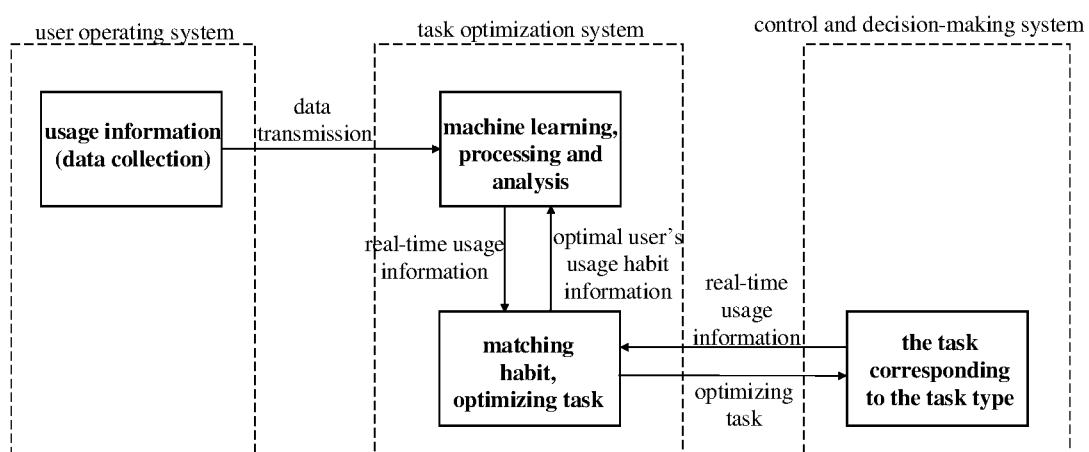 user operating system
task optimization system
control and decision-making system
usage information
(data collection)
data
transmission
machine learning,
processing and
analysis
real-time usage
information
optimal user's
usage habit
information
matching
habit,
optimizing task
real-time
usage
information
optimizing
task
the task
corresponding
to the task type